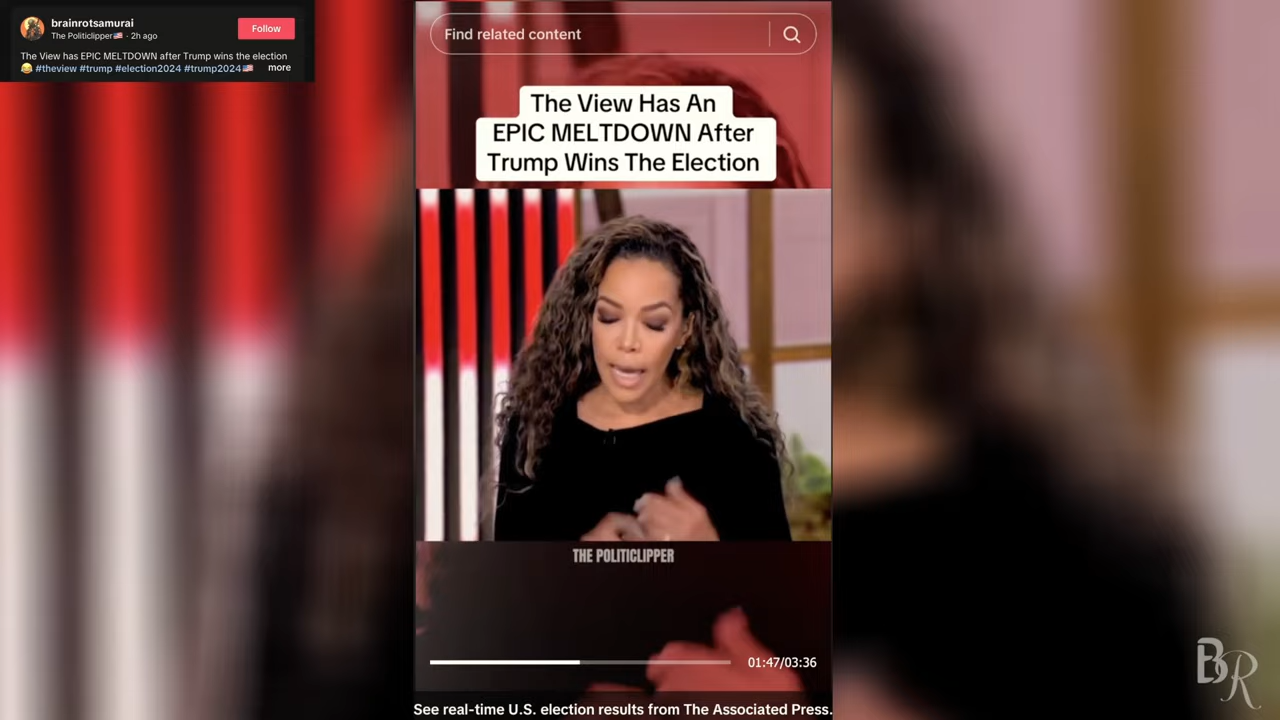 brainrotsamurai
The Politiclipper🇺🇸 · 2h ago
Follow
The View has EPIC MELTDOWN after Trump wins the election
😂 #theview #trump #election2024 #trump2024🇺🇸 more
Find related content
The View Has An
EPIC MELTDOWN After
Trump Wins The Election
THE POLITICLIPPER
01:47/03:36
See real-time U.S. election results from The Associated Press.
BR